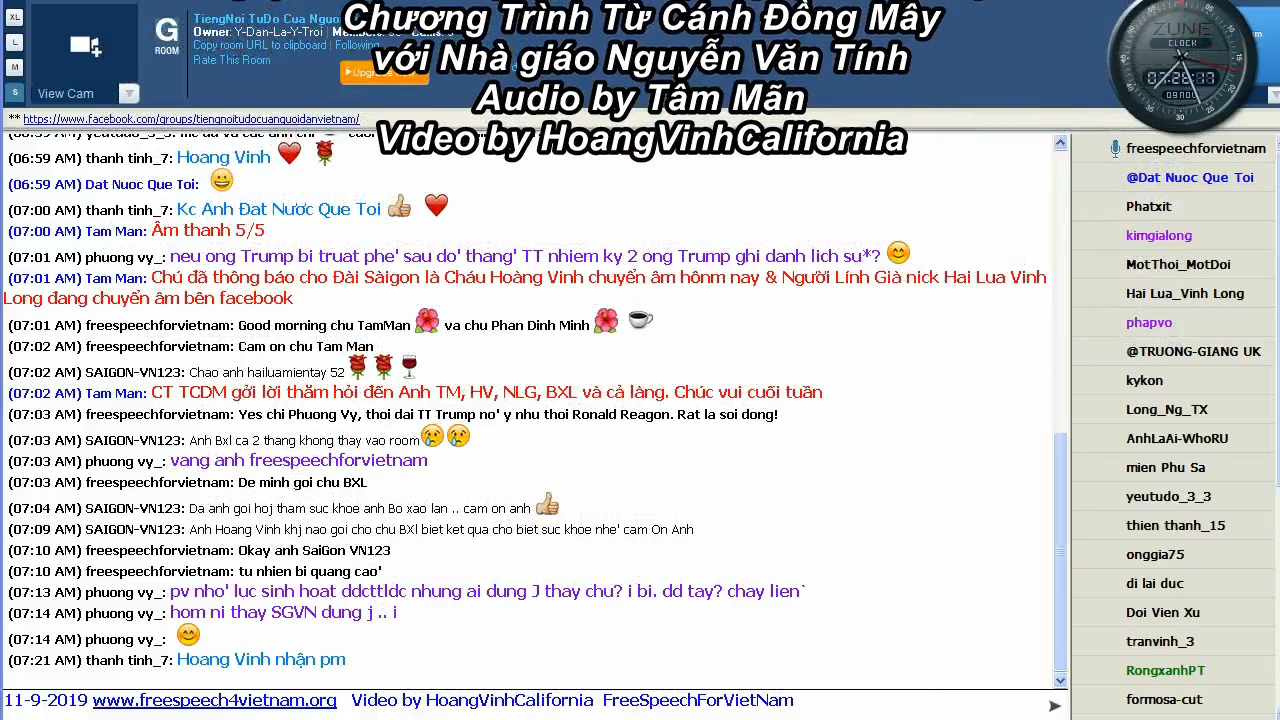 TiengNoi TuDo Cua Nguo
Owner: Y-Dan-La-Y-Troi
Copy room URL to clipboard | Following
Rate This Room
G
ROOM
XL
L
M
S
View Cam
Chương Trình Từ Cánh Đồng Mây
với Nhà giáo Nguyễn Văn Tính
Audio by Tâm Mãn
Video by HoangVinhCalifornia
ZUNE
CLOCK
** https://www.facebook.com/groups/tiengnoitudocuanguoidanvietnam/
(06:59 AM) thanh tinh_7: Hoang Vinh
(06:59 AM) Dat Nuoc Que Toi:
(07:00 AM) thanh tinh_7: Kc Anh Đat Nước Que Toi
(07:00 AM) Tam Man: Âm thanh 5/5
(07:01 AM) phuong vy_: neu ong Trump bi truat phe' sau do' thang' TT nhiem ky 2 ong Trump ghi danh lich su*?
(07:01 AM) Tam Man: Chú đã thông báo cho Đài Sàigon là Cháu Hoàng Vinh chuyển âm hônm nay & Người Lính Già nick Hai Lua Vinh
Long đang chuyển âm bên facebook
(07:01 AM) freespeechforvietnam: Good morning chu TamMan va chu Phan Dinh Minh
(07:02 AM) freespeechforvietnam: Cam on chu Tam Man
(07:02 AM) SAIGON-VN123: Chao anh hailuamientay 52
(07:02 AM) Tam Man: CT TCDM gởi lời thăm hỏi đến Anh TM, HV, NLG, BXL và cả làng. Chúc vui cuối tuần
(07:03 AM) freespeechforvietnam: Yes chi Phuong Vy, thoi dai TT Trump no' y nhu thoi Ronald Reagon. Rat la soi dong!
(07:03 AM) SAIGON-VN123: Anh Bxl ca 2 thang khong thay vao room
(07:03 AM) phuong vy_: vang anh freespeechforvietnam
(07:03 AM) freespeechforvietnam: De minh goi chu BXL
(07:04 AM) SAIGON-VN123: Da anh goi hoj tham suc khoe anh Bo xao lan .. cam on anh
(07:09 AM) SAIGON-VN123: Anh Hoang Vinh khj nao goi cho chu BXl biet ket qua cho biet suc khoe nhe' cam On Anh
(07:10 AM) freespeechforvietnam: Okay anh SaiGon VN123
(07:10 AM) freespeechforvietnam: tu nhien bi quang cao'
(07:13 AM) phuong vy_: pv nho' luc sinh hoat ddcttldc nhung ai dung J thay chu? i bi. dd tay? chay lien`
(07:14 AM) phuong vy_: hom ni thay SGVN dung j .. i
(07:14 AM) phuong vy_:
(07:21 AM) thanh tinh_7: Hoang Vinh nhận pm
freespeechforvietnam
@Dat Nuoc Que Toi
Phatxit
kimgialong
MotThoi_MotDoi
Hai Lua_Vinh Long
phapvo
@TRUONG-GIANG UK
kykon
Long_Ng_TX
AnhLaAi-WhoRU
mien Phu Sa
yeutudo_3_3
thien thanh_15
onggia75
di lai duc
Doi Vien Xu
tranvinh_3
RongxanhPT
formosa-cut
11-9-2019 www.freespeech4vietnam.org Video by HoangVinhCalifornia FreeSpeechForVietNam